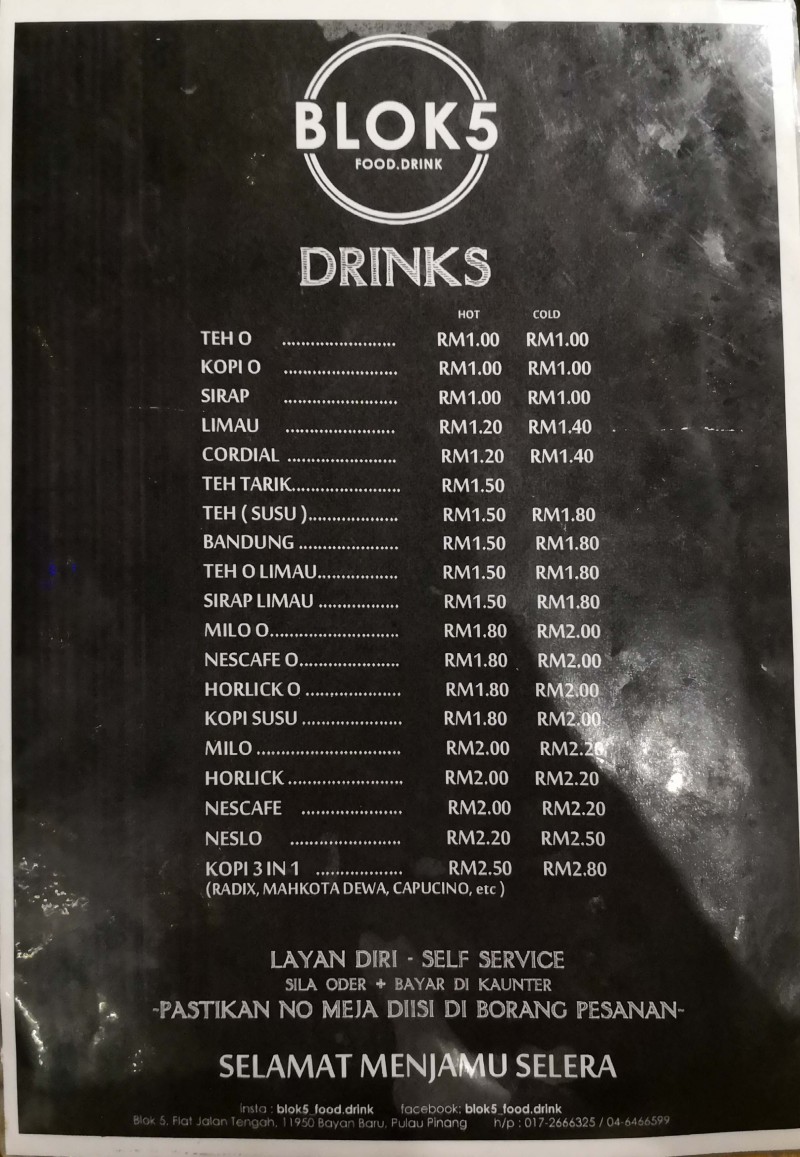 BLOK5
FOOD.DRINK
DRINKS
HOT COLD
TEH O ........................ RM1.00 RM1.00
KOPI O ........................ RM1.00 RM1.00
SIRAP ........................ RM1.00 RM1.00
LIMAU ....................... RM1.20 RM1.40
CORDIAL ....................... RM1.20 RM1.40
TEH TARIK....................... RM1.50
TEH ( SUSU )................... RM1.50 RM1.80
BANDUNG ..................... RM1.50 RM1.80
TEH O LIMAU................. RM1.50 RM1.80
SIRAP LIMAU ................. RM1.50 RM1.80
MILO O........................... RM1.80 RM2.00
NESCAFE O..................... RM1.80 RM2.00
HORLICK O .................... RM1.80 RM2.00
KOPI SUSU ..................... RM1.80 RM2.00
MILO .............................. RM2.00 RM2.20
HORLICK ........................ RM2.00 RM2.20
NESCAFE ..................... RM2.00 RM2.20
NESLO ....................... RM2.20 RM2.50
KOPI 3 IN 1 .................. RM2.50 RM2.80
(RADIX, MAHKOTA DEWA, CAPUCINO, etc )
LAYAN DIRI - SELF SERVICE
SILA ODER + BAYAR DI KAUNTER
-PASTIKAN NO MEJA DIISI DI BORANG PESANAN-
SELAMAT MENJAMU SELERA
insta : blok5_food.drink facebook: blok5_food.drink
Blok 5, Flat Jalan Tengah, 11950 Bayan Baru, Pulau Pinang h/p : 017-2666325 / 04-6466599